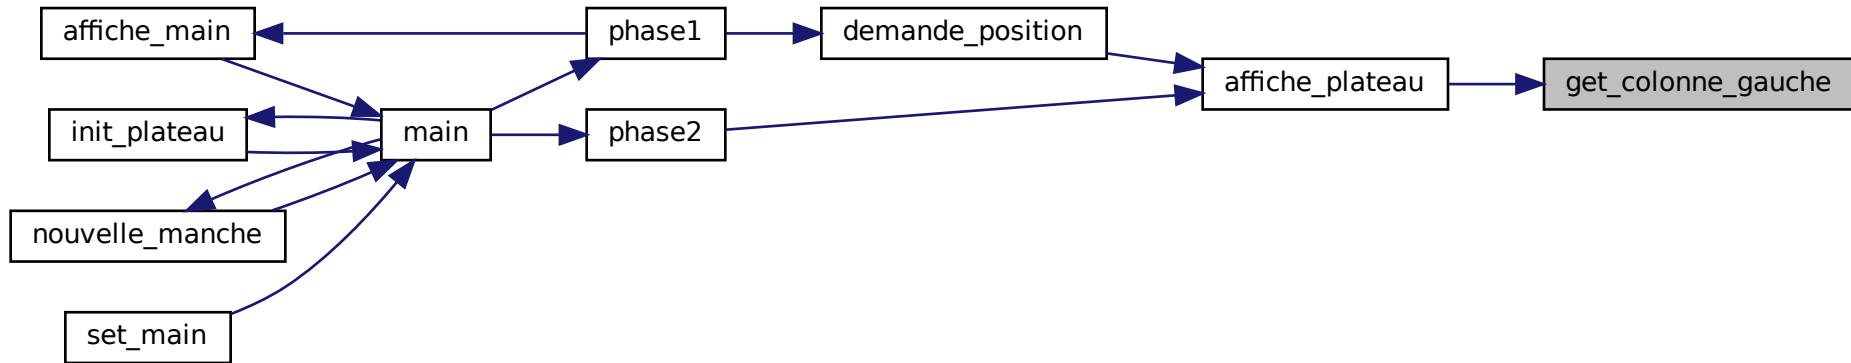 affiche_main
phase1
demande_position
affiche_plateau
get_colonne_gauche
init_plateau
main
phase2
nouvelle_manche
set_main